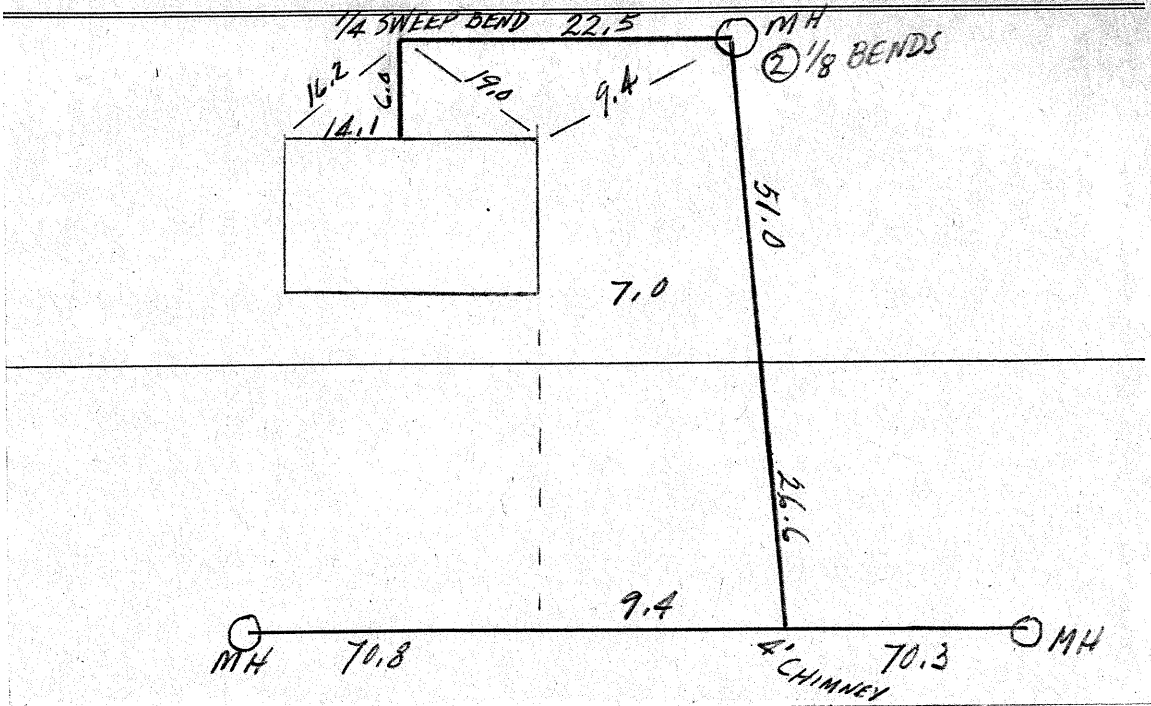 1/4 SWEEP BEND 22.5
MH
② 1/8 BENDS
16.2
6.0
19.0
9.4
14.1
51.0
7.0
26.6
9.4
MH
70.8
4' CHIMNEY
70.3
MH